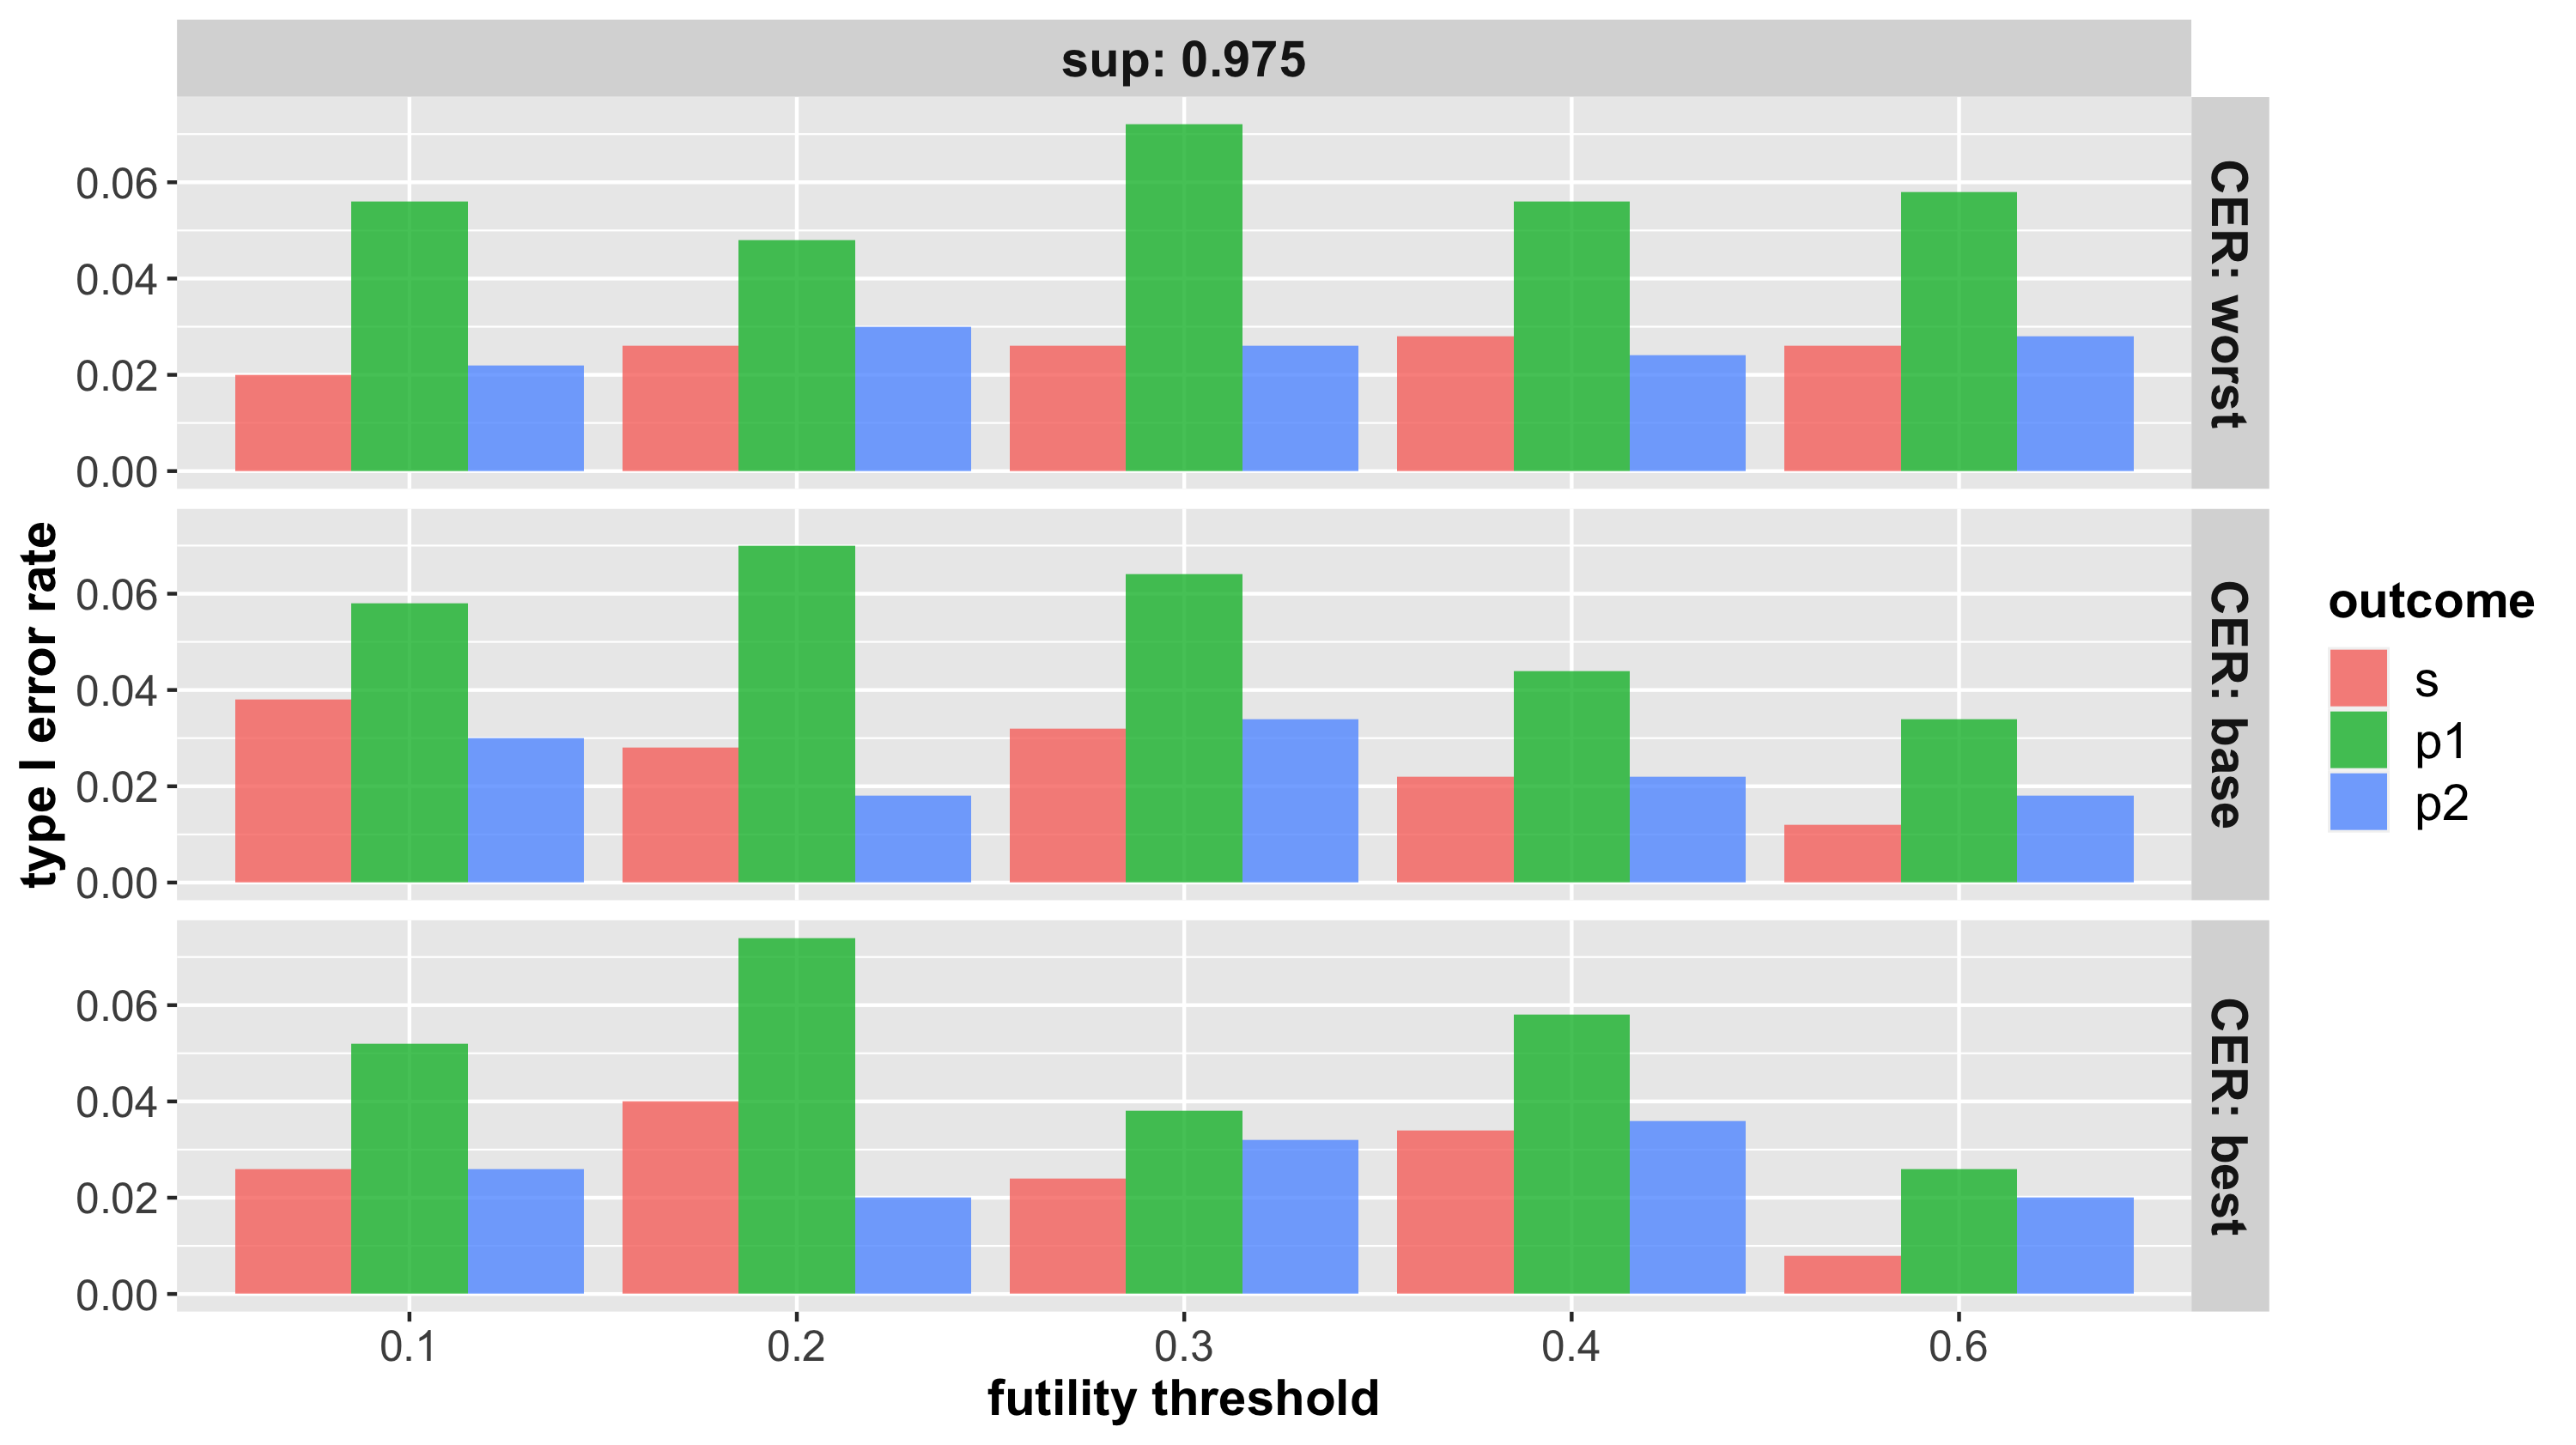 sup: 0.975
0.06
0.04
0.02
0.00
CER: worst
0.06
0.04
0.02
0.00
CER: base
0.06
0.04
0.02
0.00
CER: best
type I error rate
0.1 0.2 0.3 0.4 0.6
futility threshold
outcome
s
p1
p2